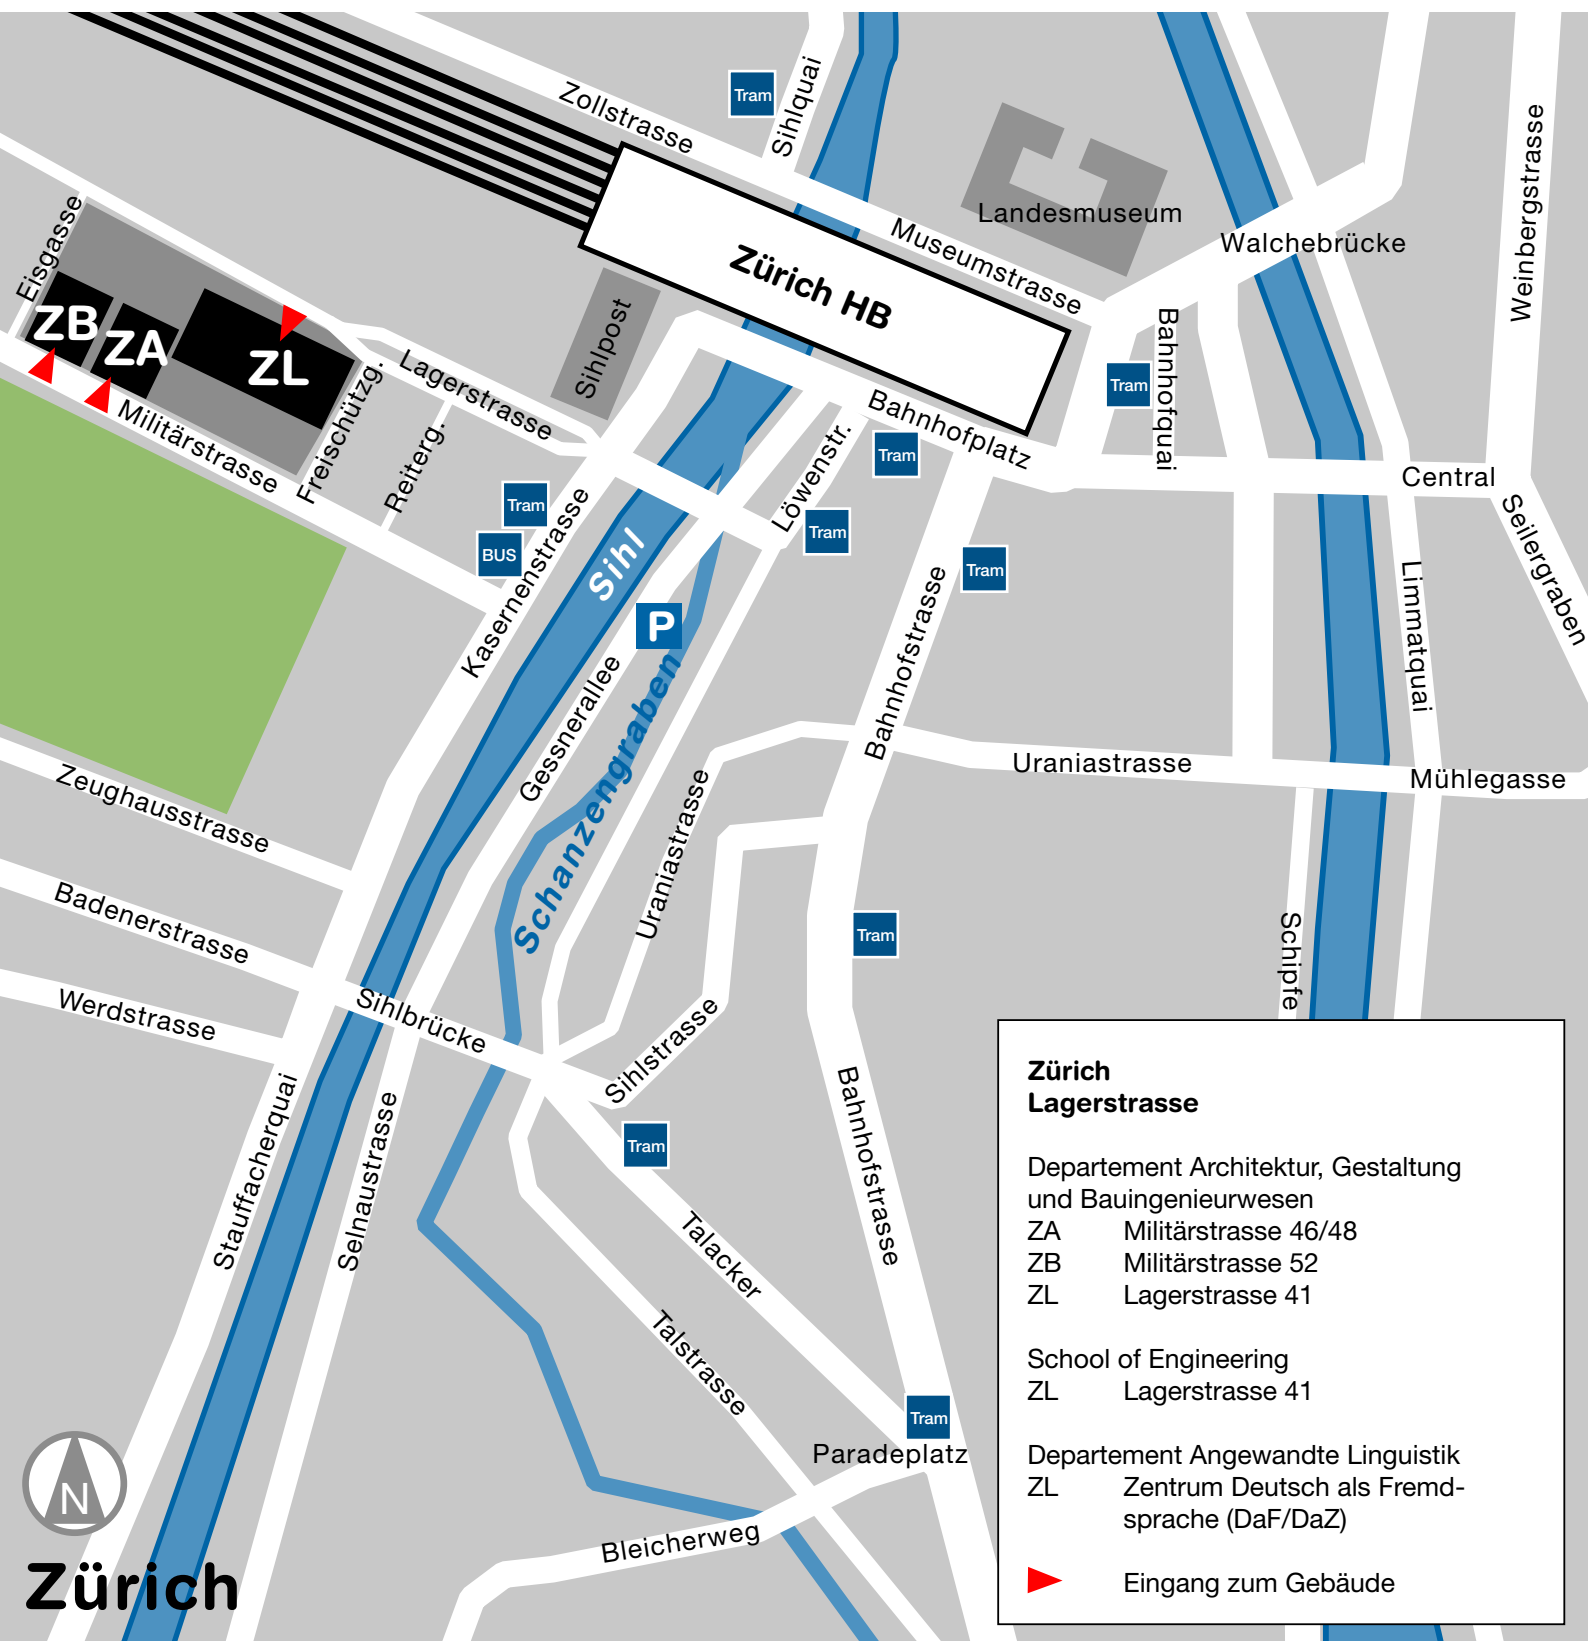 Zollstrasse
Tram
Sihlquai
Landesmuseum
Walchebrücke
Weinbergstrasse
Museumstrasse
Zürich HB
Eisgasse
ZB
ZA
ZL
Sihlpost
Lagerstrasse
Militärstrasse
Freischützg.
Reiterg.
Bahnhofplatz
Tram
Bahnhofquai
Löwenstr.
Tram
Tram
Central
Seilergraben
Tram
BUS
Kasernenstrasse
Sihl
Tram
Bahnhofstrasse
Limmatquai
P
Gessnerallee
Schanzengraben
Uraniastrasse
Uraniastrasse
Mühlegasse
Zeughausstrasse
Badenerstrasse
Werdstrasse
Sihlbrücke
Tram
Schipfe
Sihlstrasse
Stauffacherquai
Selnaustrasse
Tram
Bahnhofstrasse
Talacker
Talstrasse
Tram
Paradeplatz
Bleicherweg
N
Zürich
Zürich
Lagerstrasse
Departement Architektur, Gestaltung
und Bauingenieurwesen
ZA Militärstrasse 46/48
ZB Militärstrasse 52
ZL Lagerstrasse 41
School of Engineering
ZL Lagerstrasse 41
Departement Angewandte Linguistik
ZL Zentrum Deutsch als Fremd-
sprache (DaF/DaZ)
Eingang zum Gebäude